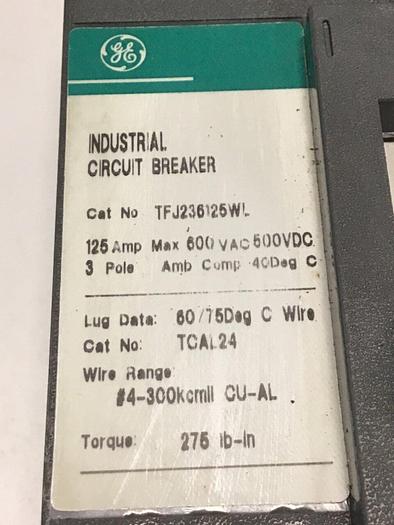 GE
INDUSTRIAL
CIRCUIT BREAKER
Cat No TFJ236125WL
125 Amp Max 600 VAC 500VDC
3 Pole Amb Comp 40Deg C
Lug Data: 60/75Deg C Wire
Cat No: TCAL24
Wire Range:
#4-300kcmil CU-AL
Torque: 275 lb-in